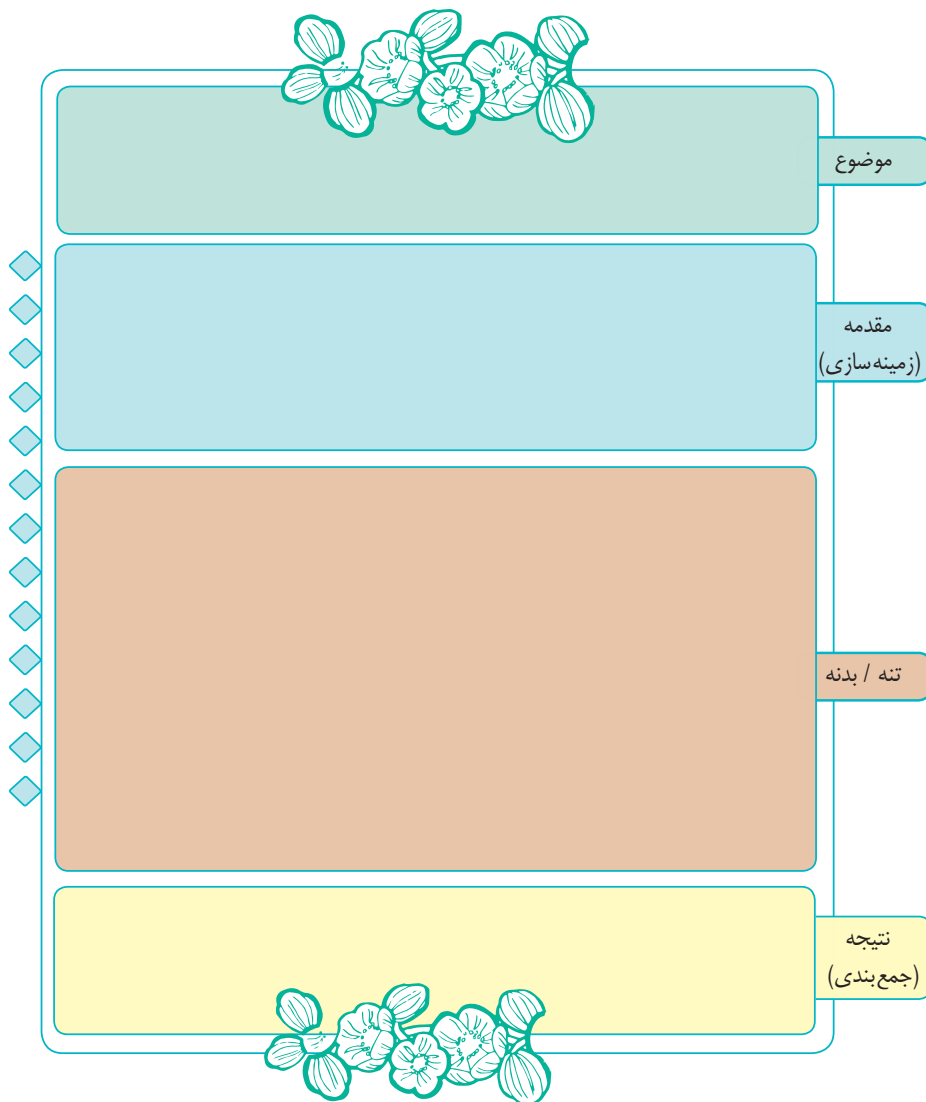 موضوع
مقدمه
(زمینه‌سازی)
تنه / بدنه
نتیجه
(جمع‌بندی)